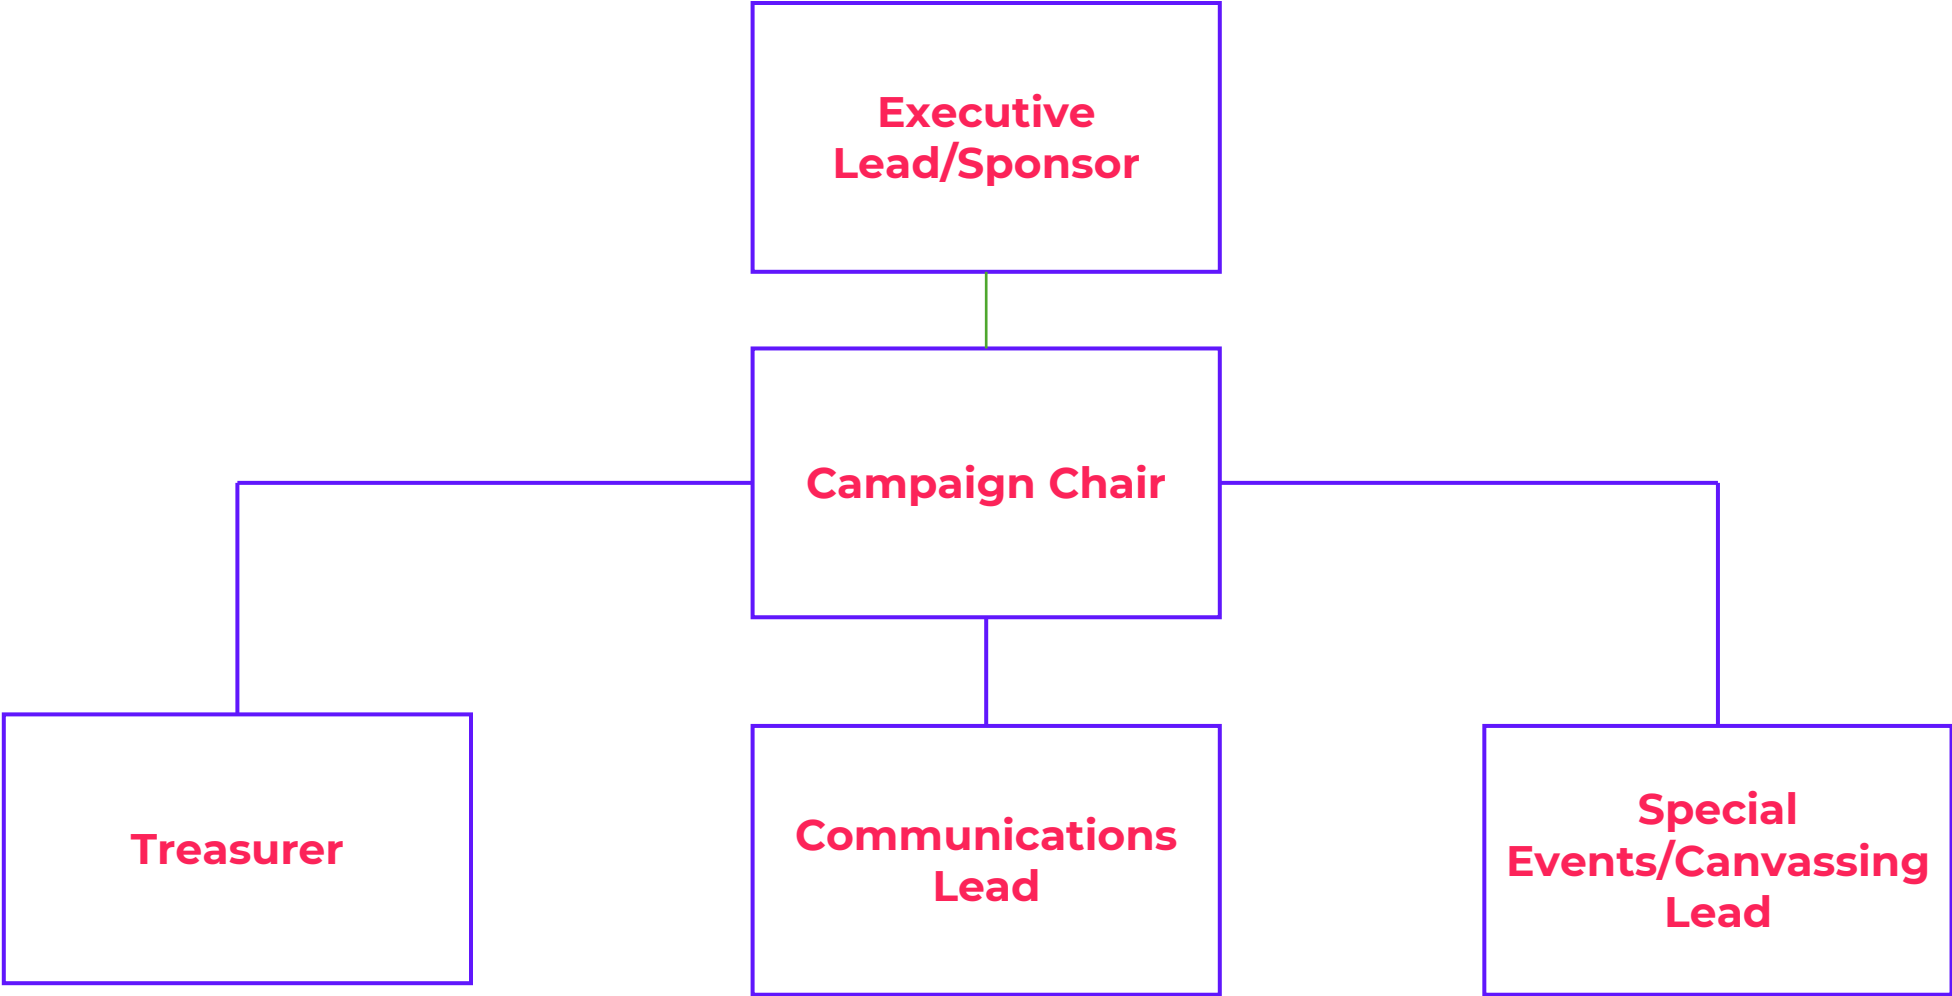 Executive
Lead/Sponsor
Campaign Chair
Treasurer
Communications
Lead
Special
Events/Canvassing
Lead